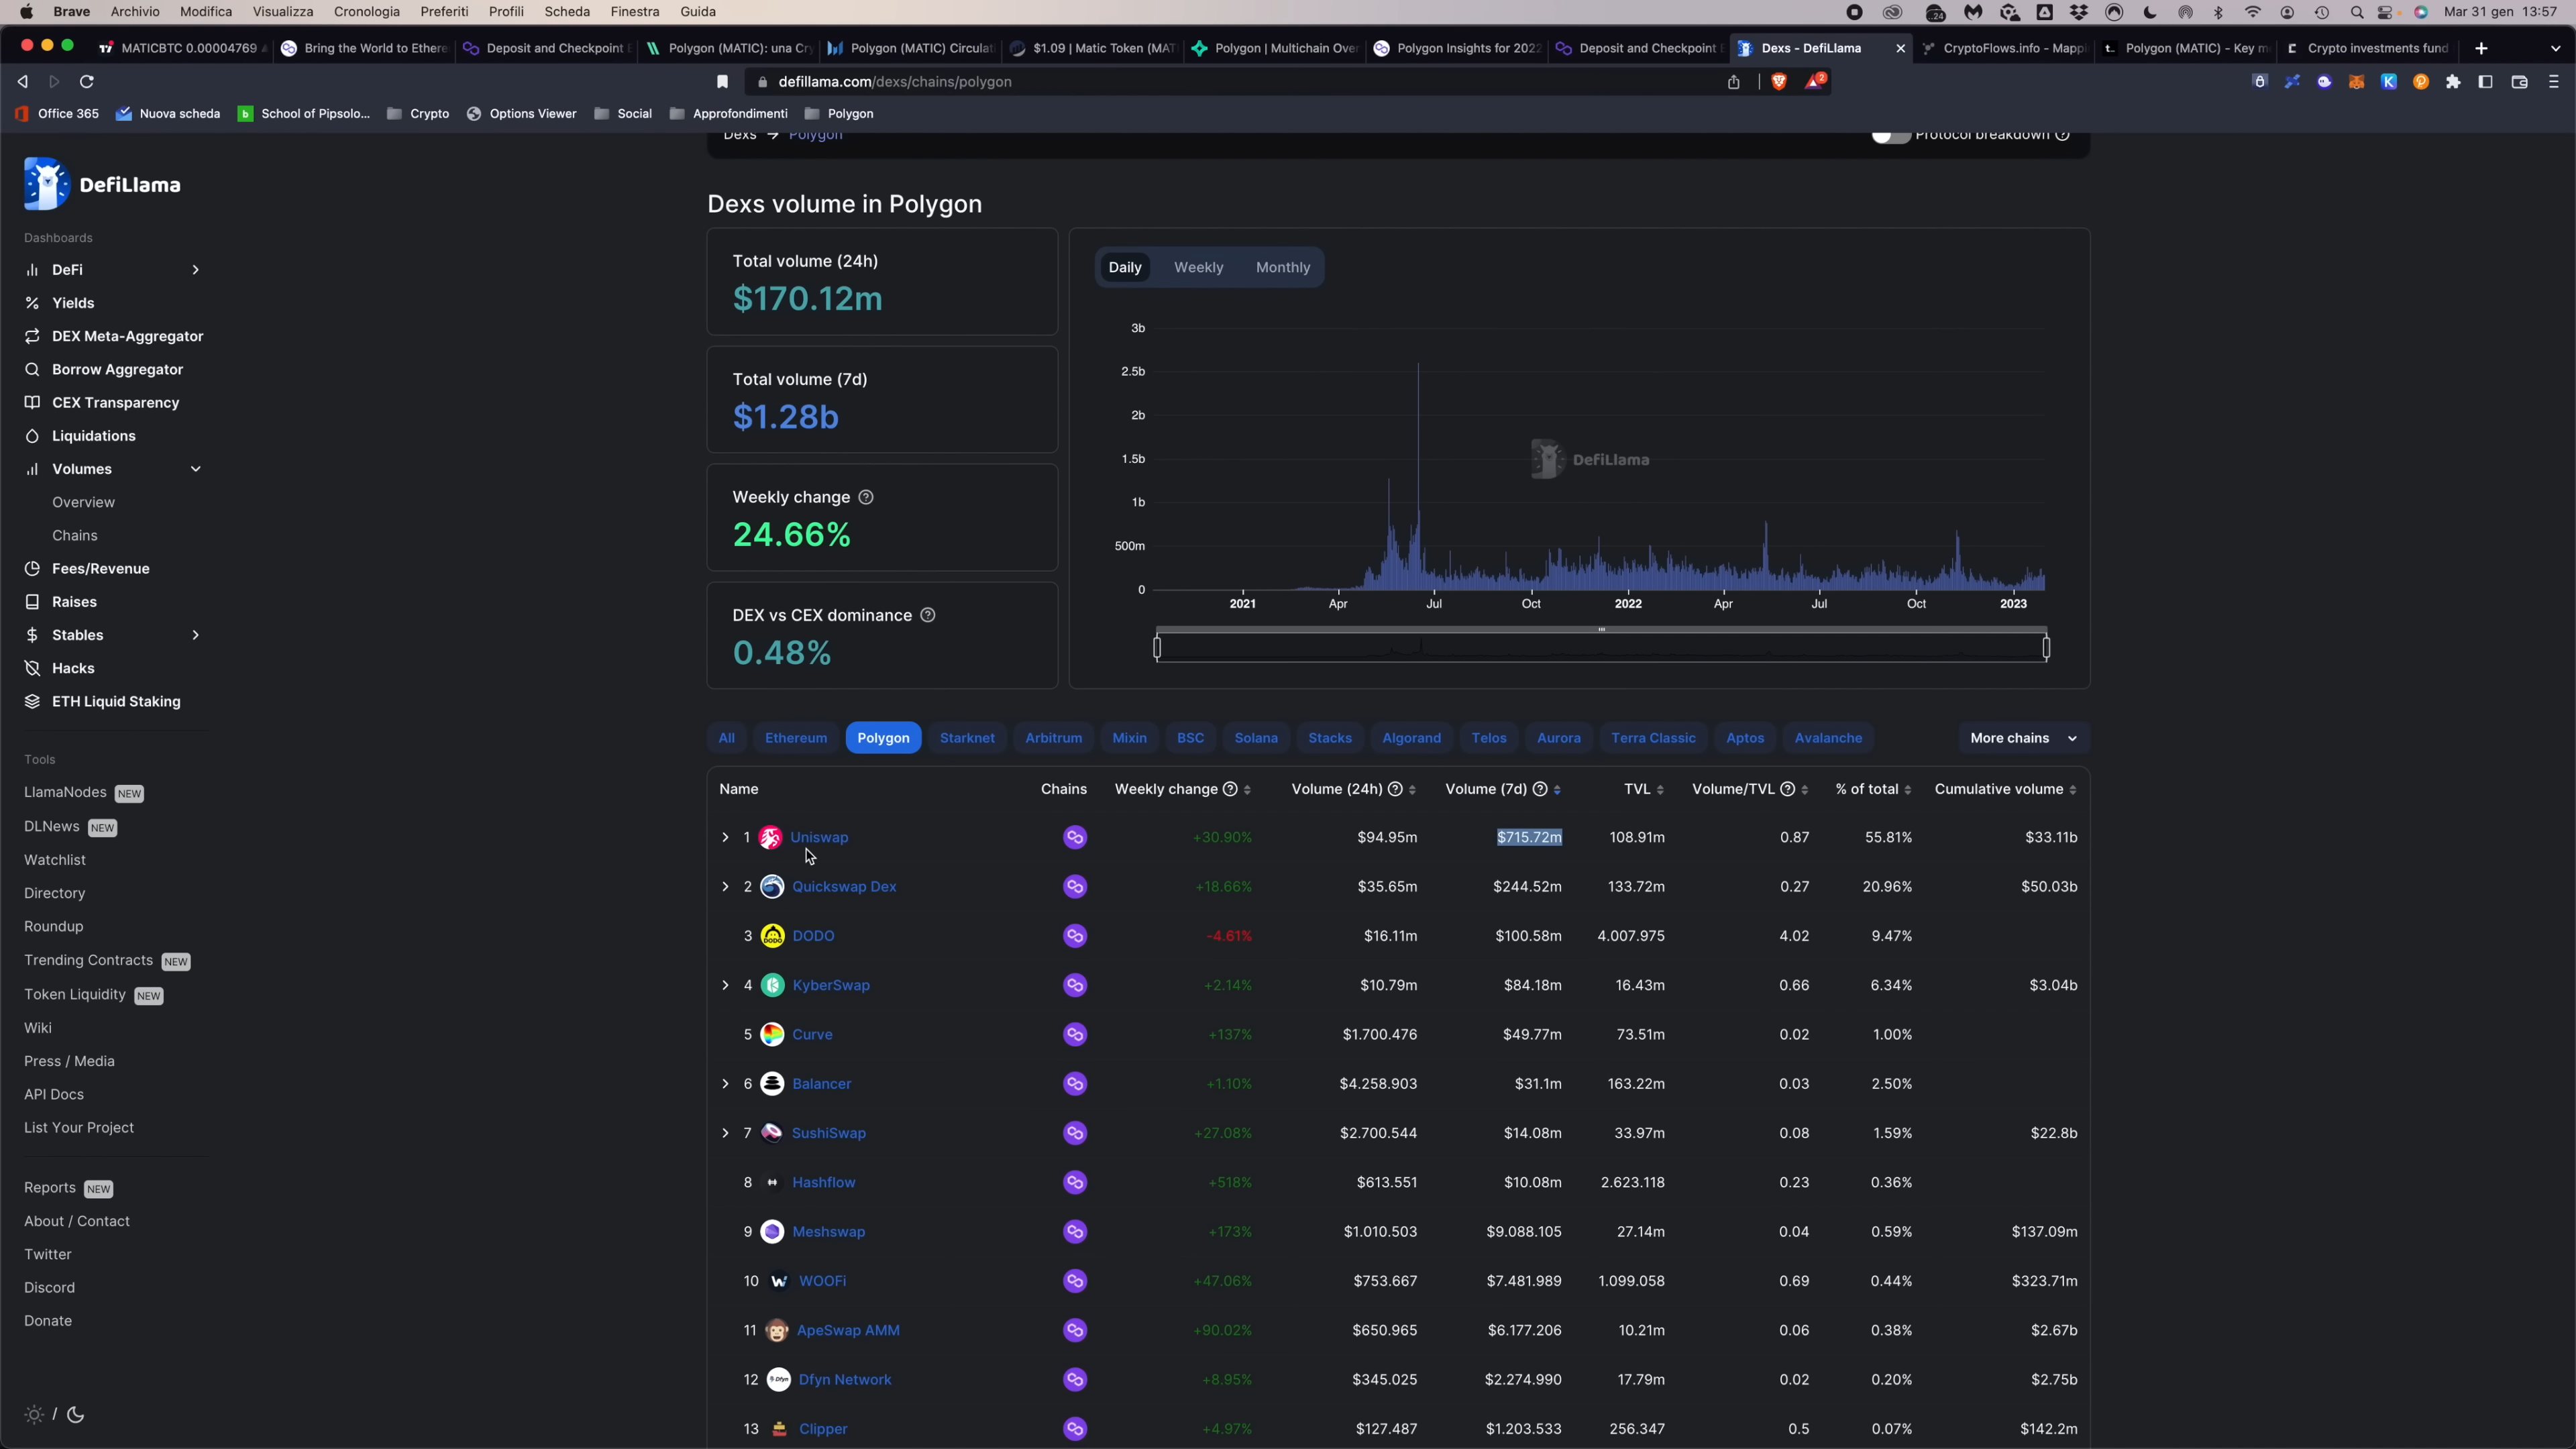 Brave Archivio Modifica Visualizza Cronologia Preferiti Profili Scheda Finestra Guida 24 Mar 31 gen 13:57
MATICBTC 0.00004769 Bring the World to Ethere Deposit and Checkpoint E Polygon (MATIC): una Cry Polygon (MATIC) Circulati $1.09 | Matic Token (MAT Polygon | Multichain Over Polygon Insights for 2022 Deposit and Checkpoint E Dexs - DefiLlama CryptoFlows.info - Mappi Polygon (MATIC) - Key m Crypto investments fund
defillama.com/dexs/chains/polygon 2
Office 365 Nuova scheda School of Pipsolo... Crypto Options Viewer Social Approfondimenti Polygon
Dexs → Polygon Protocol breakdown
DefiLlama
Dashboards
DeFi
Yields
DEX Meta-Aggregator
Borrow Aggregator
CEX Transparency
Liquidations
Volumes
Overview
Chains
Fees/Revenue
Raises
Stables
Hacks
ETH Liquid Staking
Tools
LlamaNodes NEW
DLNews NEW
Watchlist
Directory
Roundup
Trending Contracts NEW
Token Liquidity NEW
Wiki
Press / Media
API Docs
List Your Project
Reports NEW
About / Contact
Twitter
Discord
Donate
/
Dexs volume in Polygon
Total volume (24h)
$170.12m
Total volume (7d)
$1.28b
Weekly change
24.66%
DEX vs CEX dominance
0.48%
Daily Weekly Monthly
3b
2.5b
2b
1.5b
1b
500m
0
DefiLlama
2021 Apr Jul Oct 2022 Apr Jul Oct 2023
All Ethereum Polygon Starknet Arbitrum Mixin BSC Solana Stacks Algorand Telos Aurora Terra Classic Aptos Avalanche More chains
Name Chains Weekly change Volume (24h) Volume (7d) TVL Volume/TVL % of total Cumulative volume
1 Uniswap +30.90% $94.95m $715.72m 108.91m 0.87 55.81% $33.11b
2 Quickswap Dex +18.66% $35.65m $244.52m 133.72m 0.27 20.96% $50.03b
3 DODO -4.61% $16.11m $100.58m 4.007.975 4.02 9.47%
4 KyberSwap +2.14% $10.79m $84.18m 16.43m 0.66 6.34% $3.04b
5 Curve +137% $1.700.476 $49.77m 73.51m 0.02 1.00%
6 Balancer +1.10% $4.258.903 $31.1m 163.22m 0.03 2.50%
7 SushiSwap +27.08% $2.700.544 $14.08m 33.97m 0.08 1.59% $22.8b
8 Hashflow +518% $613.551 $10.08m 2.623.118 0.23 0.36%
9 Meshswap +173% $1.010.503 $9.088.105 27.14m 0.04 0.59% $137.09m
10 WOOFi +47.06% $753.667 $7.481.989 1.099.058 0.69 0.44% $323.71m
11 ApeSwap AMM +90.02% $650.965 $6.177.206 10.21m 0.06 0.38% $2.67b
12 Dfyn Network +8.95% $345.025 $2.274.990 17.79m 0.02 0.20% $2.75b
13 Clipper +4.97% $127.487 $1.203.533 256.347 0.5 0.07% $142.2m